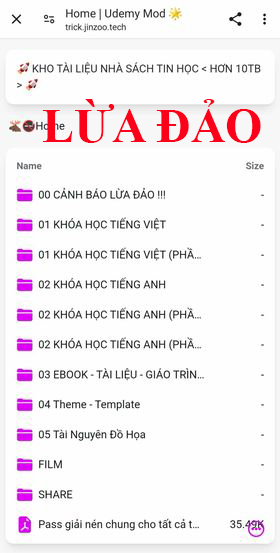 Home | Udemy Mod 🌟
trick.jinzoo.tech
🚀KHO TÀI LIỆU NHÀ SÁCH TIN HỌC < HƠN 10TB
> 🚀
Home
LỪA ĐẢO
Name Size
00 CẢNH BÁO LỪA ĐẢO !!! -
01 KHÓA HỌC TIẾNG VIỆT -
01 KHÓA HỌC TIẾNG VIỆT (PHẦ... -
02 KHÓA HỌC TIẾNG ANH -
02 KHÓA HỌC TIẾNG ANH (PHẦ... -
02 KHÓA HỌC TIẾNG ANH (PHẦ... -
03 EBOOK - TÀI LIỆU - GIÁO TRÌN... -
04 Theme - Template -
05 Tài Nguyên Đồ Họa -
FILM -
SHARE -
Pass giải nén chung cho tất cả t... 35.49K